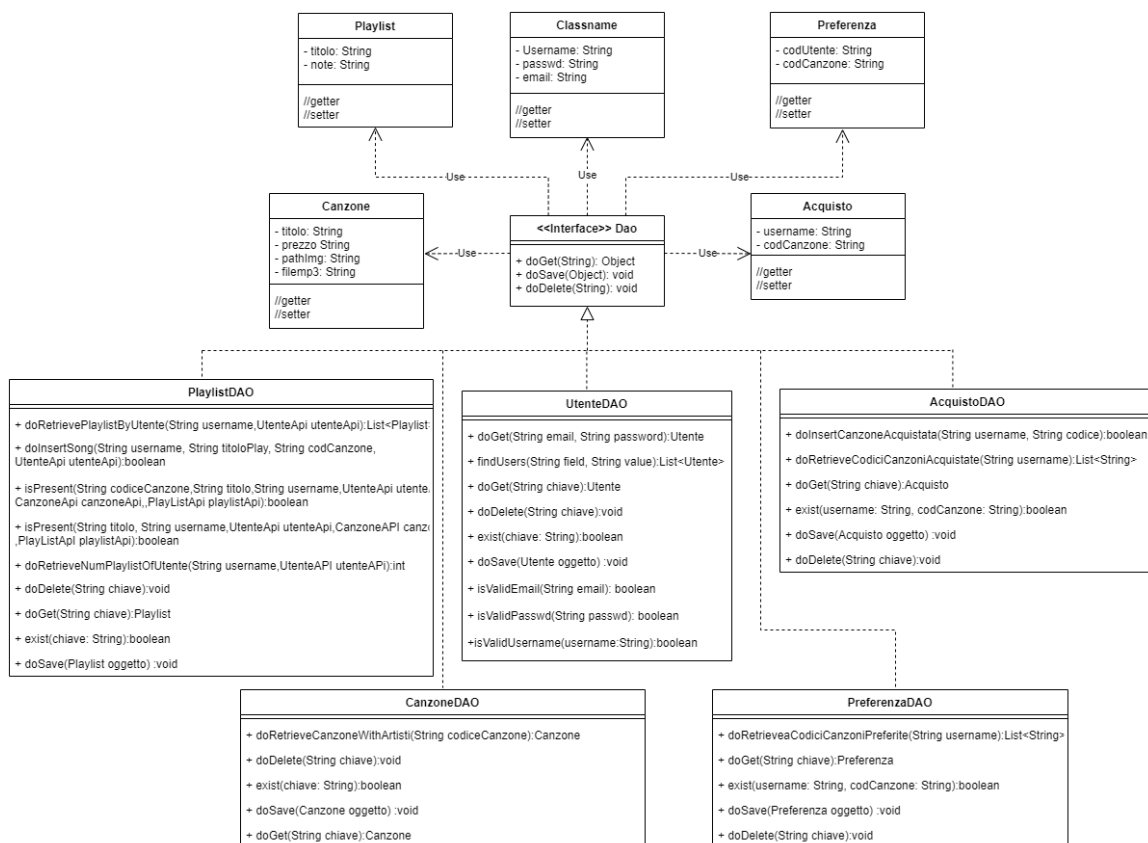 Playlist
- titolo: String
- note: String
//getter
//setter
Classname
- Username: String
- passwd: String
- email: String
//getter
//setter
Preferenza
- codUtente: String
- codCanzone: String
//getter
//setter
Use
Use
Use
Canzone
- titolo: String
- prezzo String
- pathImg: String
- filemp3: String
//getter
//setter
Use
<<Interface>> Dao
+ doGet(String): Object
+ doSave(Object): void
+ doDelete(String): void
Use
Acquisto
- username: String
- codCanzone: String
//getter
//setter
PlaylistDAO
+ doRetrievePlaylistByUtente(String username,UtenteApi utenteApi):List<Playlist
+ doInsertSong(String username, String titoloPlay, String codCanzone,
UtenteApi utenteApi):boolean
+ isPresent(String codiceCanzone,String titolo,String username,UtenteApi utente
CanzoneApi canzoneApi,,PlayListApi playlistApi):boolean
+ isPresent(String titolo, String username,UtenteApi utenteApi,CanzoneAPI canz
,PlayListApI playlistApi):boolean
+ doRetrieveNumPlaylistOfUtente(String username,UtenteAPI utenteAPi):int
+ doDelete(String chiave):void
+ doGet(String chiave):Playlist
+ exist(chiave: String):boolean
+ doSave(Playlist oggetto) :void
UtenteDAO
+ doGet(String email, String password):Utente
+ findUsers(String field, String value):List<Utente>
+ doGet(String chiave):Utente
+ doDelete(String chiave):void
+ exist(chiave: String):boolean
+ doSave(Utente oggetto) :void
+ isValidEmail(String email): boolean
+ isValidPasswd(String passwd): boolean
+isValidUsername(username:String):boolean
AcquistoDAO
+ doInsertCanzoneAcquistata(String username, String codice):boolean
+ doRetrieveCodiciCanzoniAcquistate(String username):List<String>
+ doGet(String chiave):Acquisto
+ exist(username: String, codCanzone: String):boolean
+ doSave(Acquisto oggetto) :void
+ doDelete(String chiave):void
CanzoneDAO
+ doRetrieveCanzoneWithArtisti(String codiceCanzone):Canzone
+ doDelete(String chiave):void
+ exist(chiave: String):boolean
+ doSave(Canzone oggetto) :void
+ doGet(String chiave):Canzone
PreferenzaDAO
+ doRetrieveaCodiciCanzoniPreferite(String username):List<String>
+ doGet(String chiave):Preferenza
+ exist(username: String, codCanzone: String):boolean
+ doSave(Preferenza oggetto) :void
+ doDelete(String chiave):void